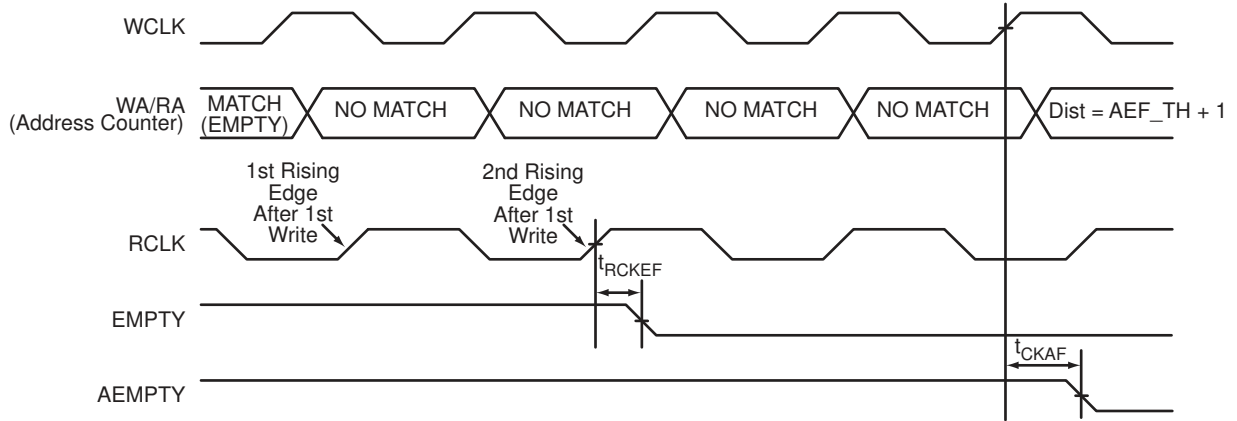 WCLK
WA/RA
(Address Counter)
MATCH
(EMPTY)
NO MATCH
NO MATCH
NO MATCH
NO MATCH
Dist = AEF_TH + 1
1st Rising
Edge
After 1st
Write
2nd Rising
Edge
After 1st
Write
RCLK
tRCKEF
EMPTY
tCKAF
AEMPTY